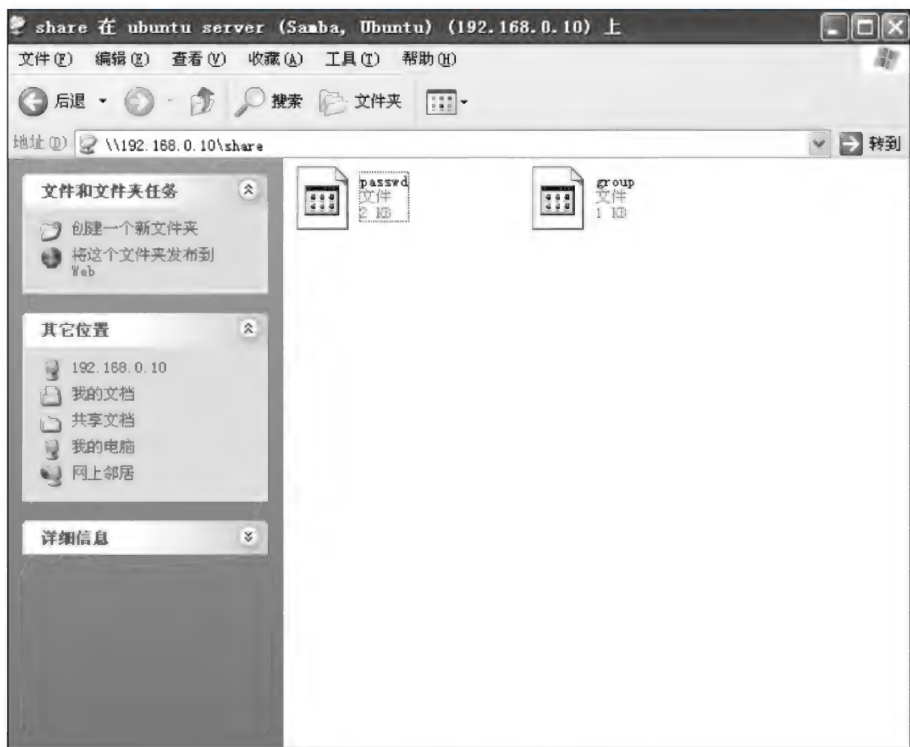 share 在 ubuntu server (Samba, Ubuntu) (192.168.0.10) 上
文件(F) 编辑(E) 查看(V) 收藏(A) 工具(T) 帮助(H)
后退 搜索 文件夹
地址(D) \\192.168.0.10\share 转到
文件和文件夹任务
创建一个新文件夹
将这个文件夹发布到
Web
其它位置
192.168.0.10
我的文档
共享文档
我的电脑
网上邻居
详细信息
passwd
文件
2 KB
group
文件
1 KB